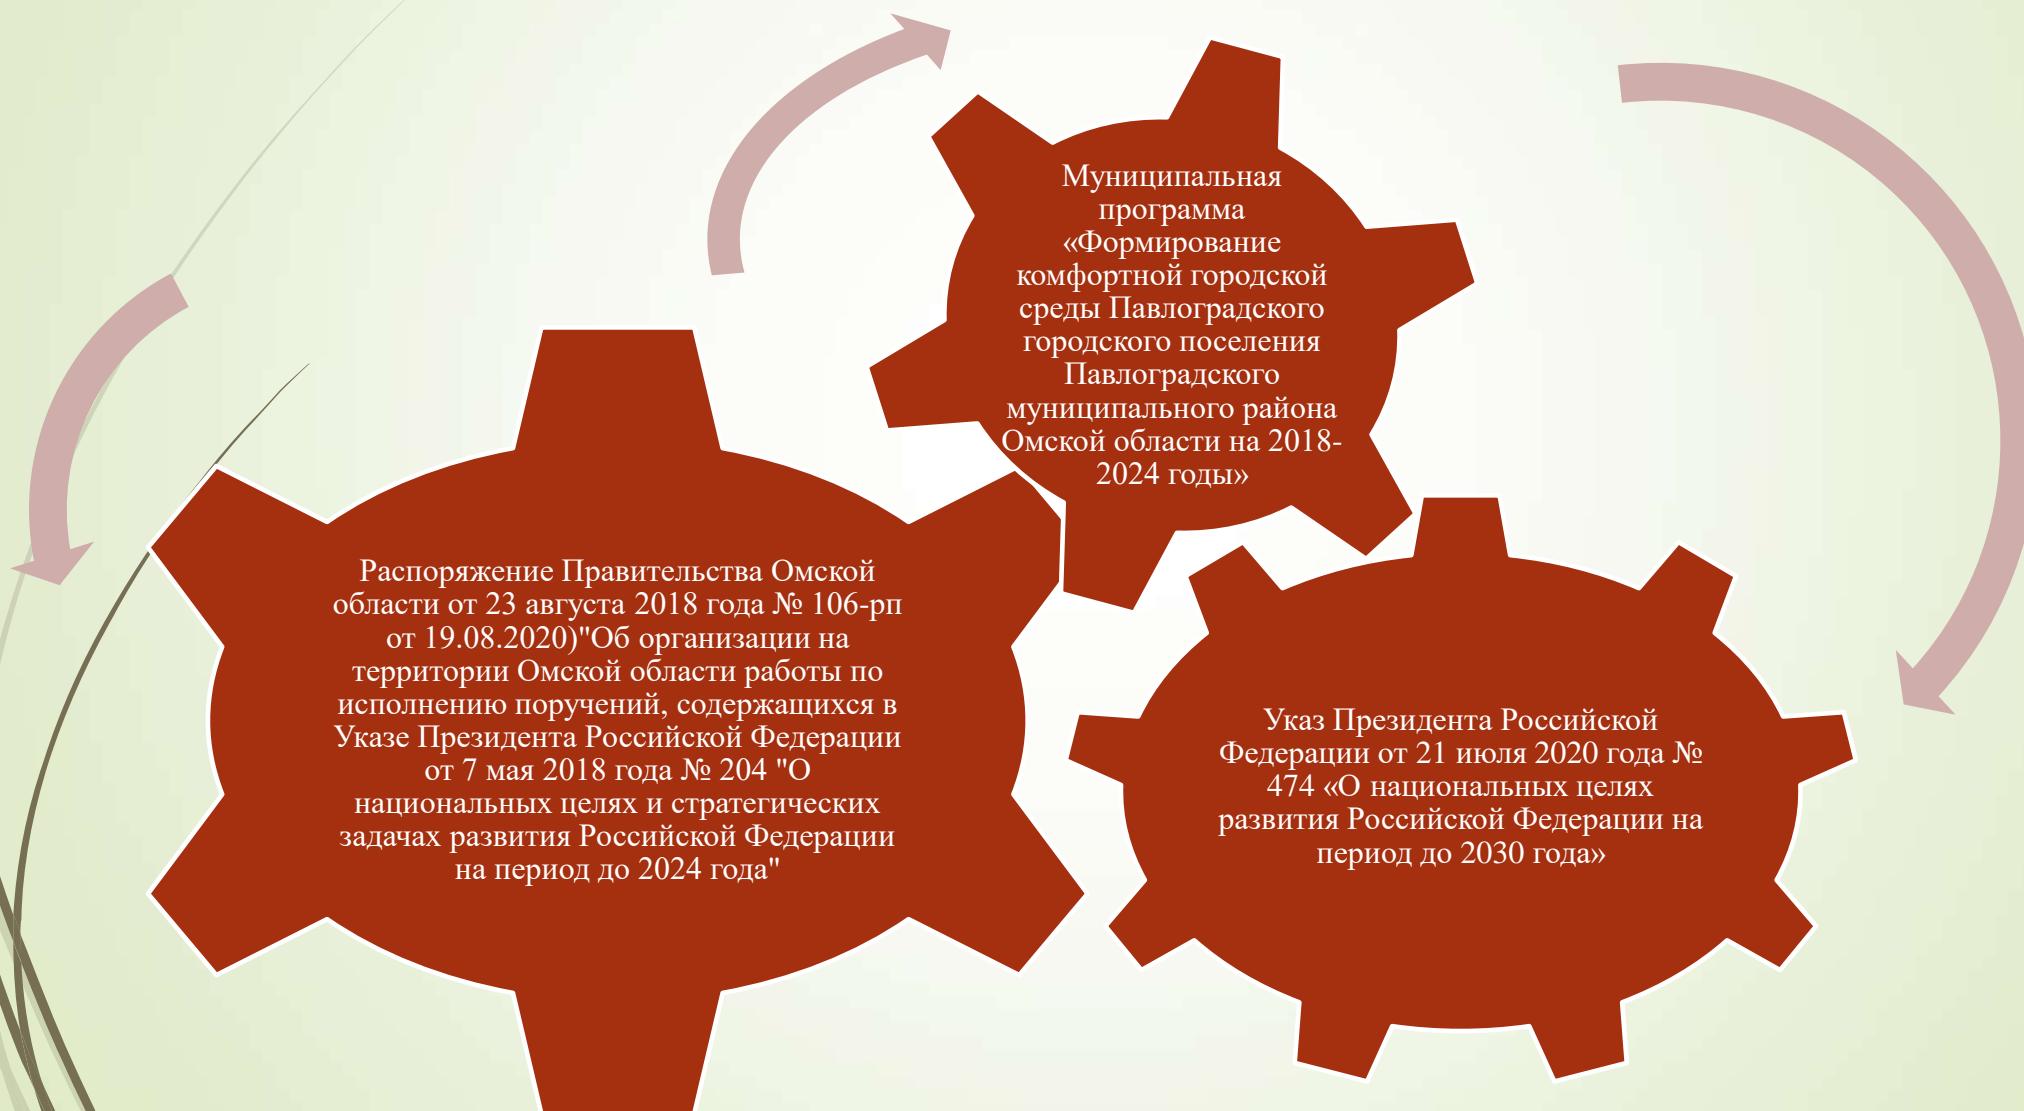 Муниципальная
программа
«Формирование
комфортной городской
среды Павлоградского
городского поселения
Павлоградского
муниципального района
Омской области на 2018-
2024 годы»
Распоряжение Правительства Омской
области от 23 августа 2018 года № 106-рп
от 19.08.2020)"Об организации на
территории Омской области работы по
исполнению поручений, содержащихся в
Указе Президента Российской Федерации
от 7 мая 2018 года № 204 "О
национальных целях и стратегических
задачах развития Российской Федерации
на период до 2024 года"
Указ Президента Российской
Федерации от 21 июля 2020 года №
474 «О национальных целях
развития Российской Федерации на
период до 2030 года»